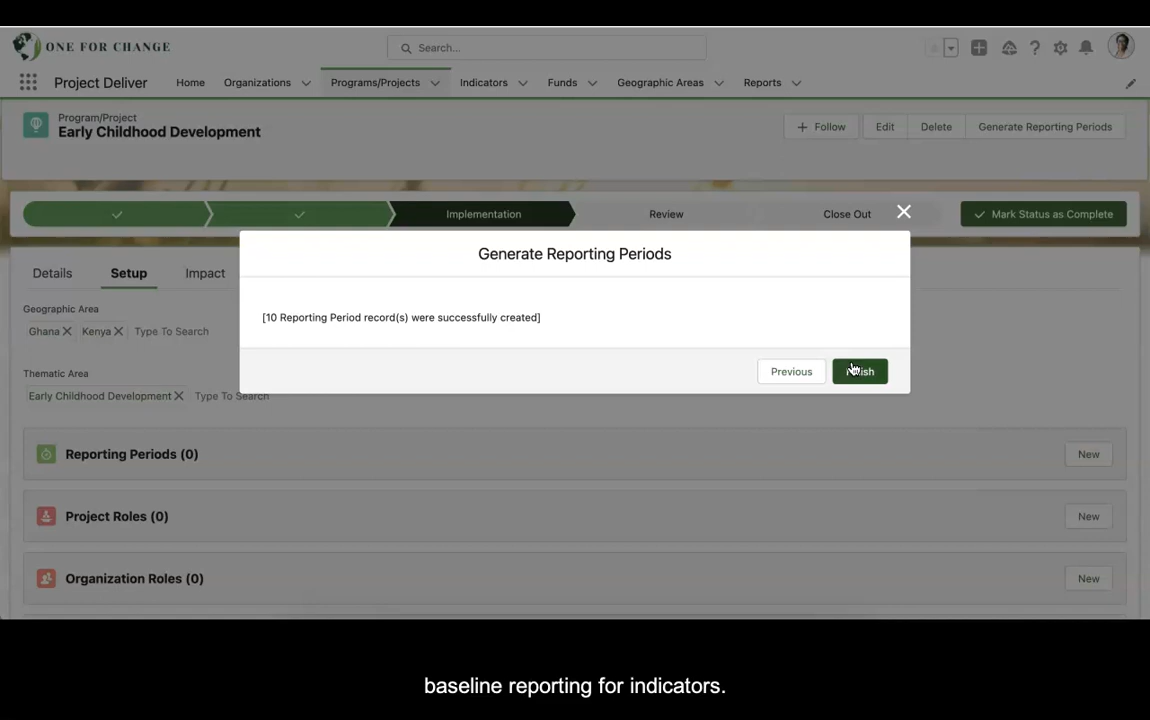 ONE FOR CHANGE
Search...
Project Deliver
Home
Organizations
Programs/Projects
Indicators
Funds
Geographic Areas
Reports
Program/Project
Early Childhood Development
Follow
Edit
Delete
Generate Reporting Periods
Implementation
Review
Close Out
Mark Status as Complete
Generate Reporting Periods
[10 Reporting Period record(s) were successfully created]
Previous
Details
Setup
Impact
Geographic Area
Ghana
Kenya
Type To Search
Thematic Area
Early Childhood Development
Type To Search
Reporting Periods (0)
New
Project Roles (0)
New
Organization Roles (0)
New
baseline reporting for indicators.